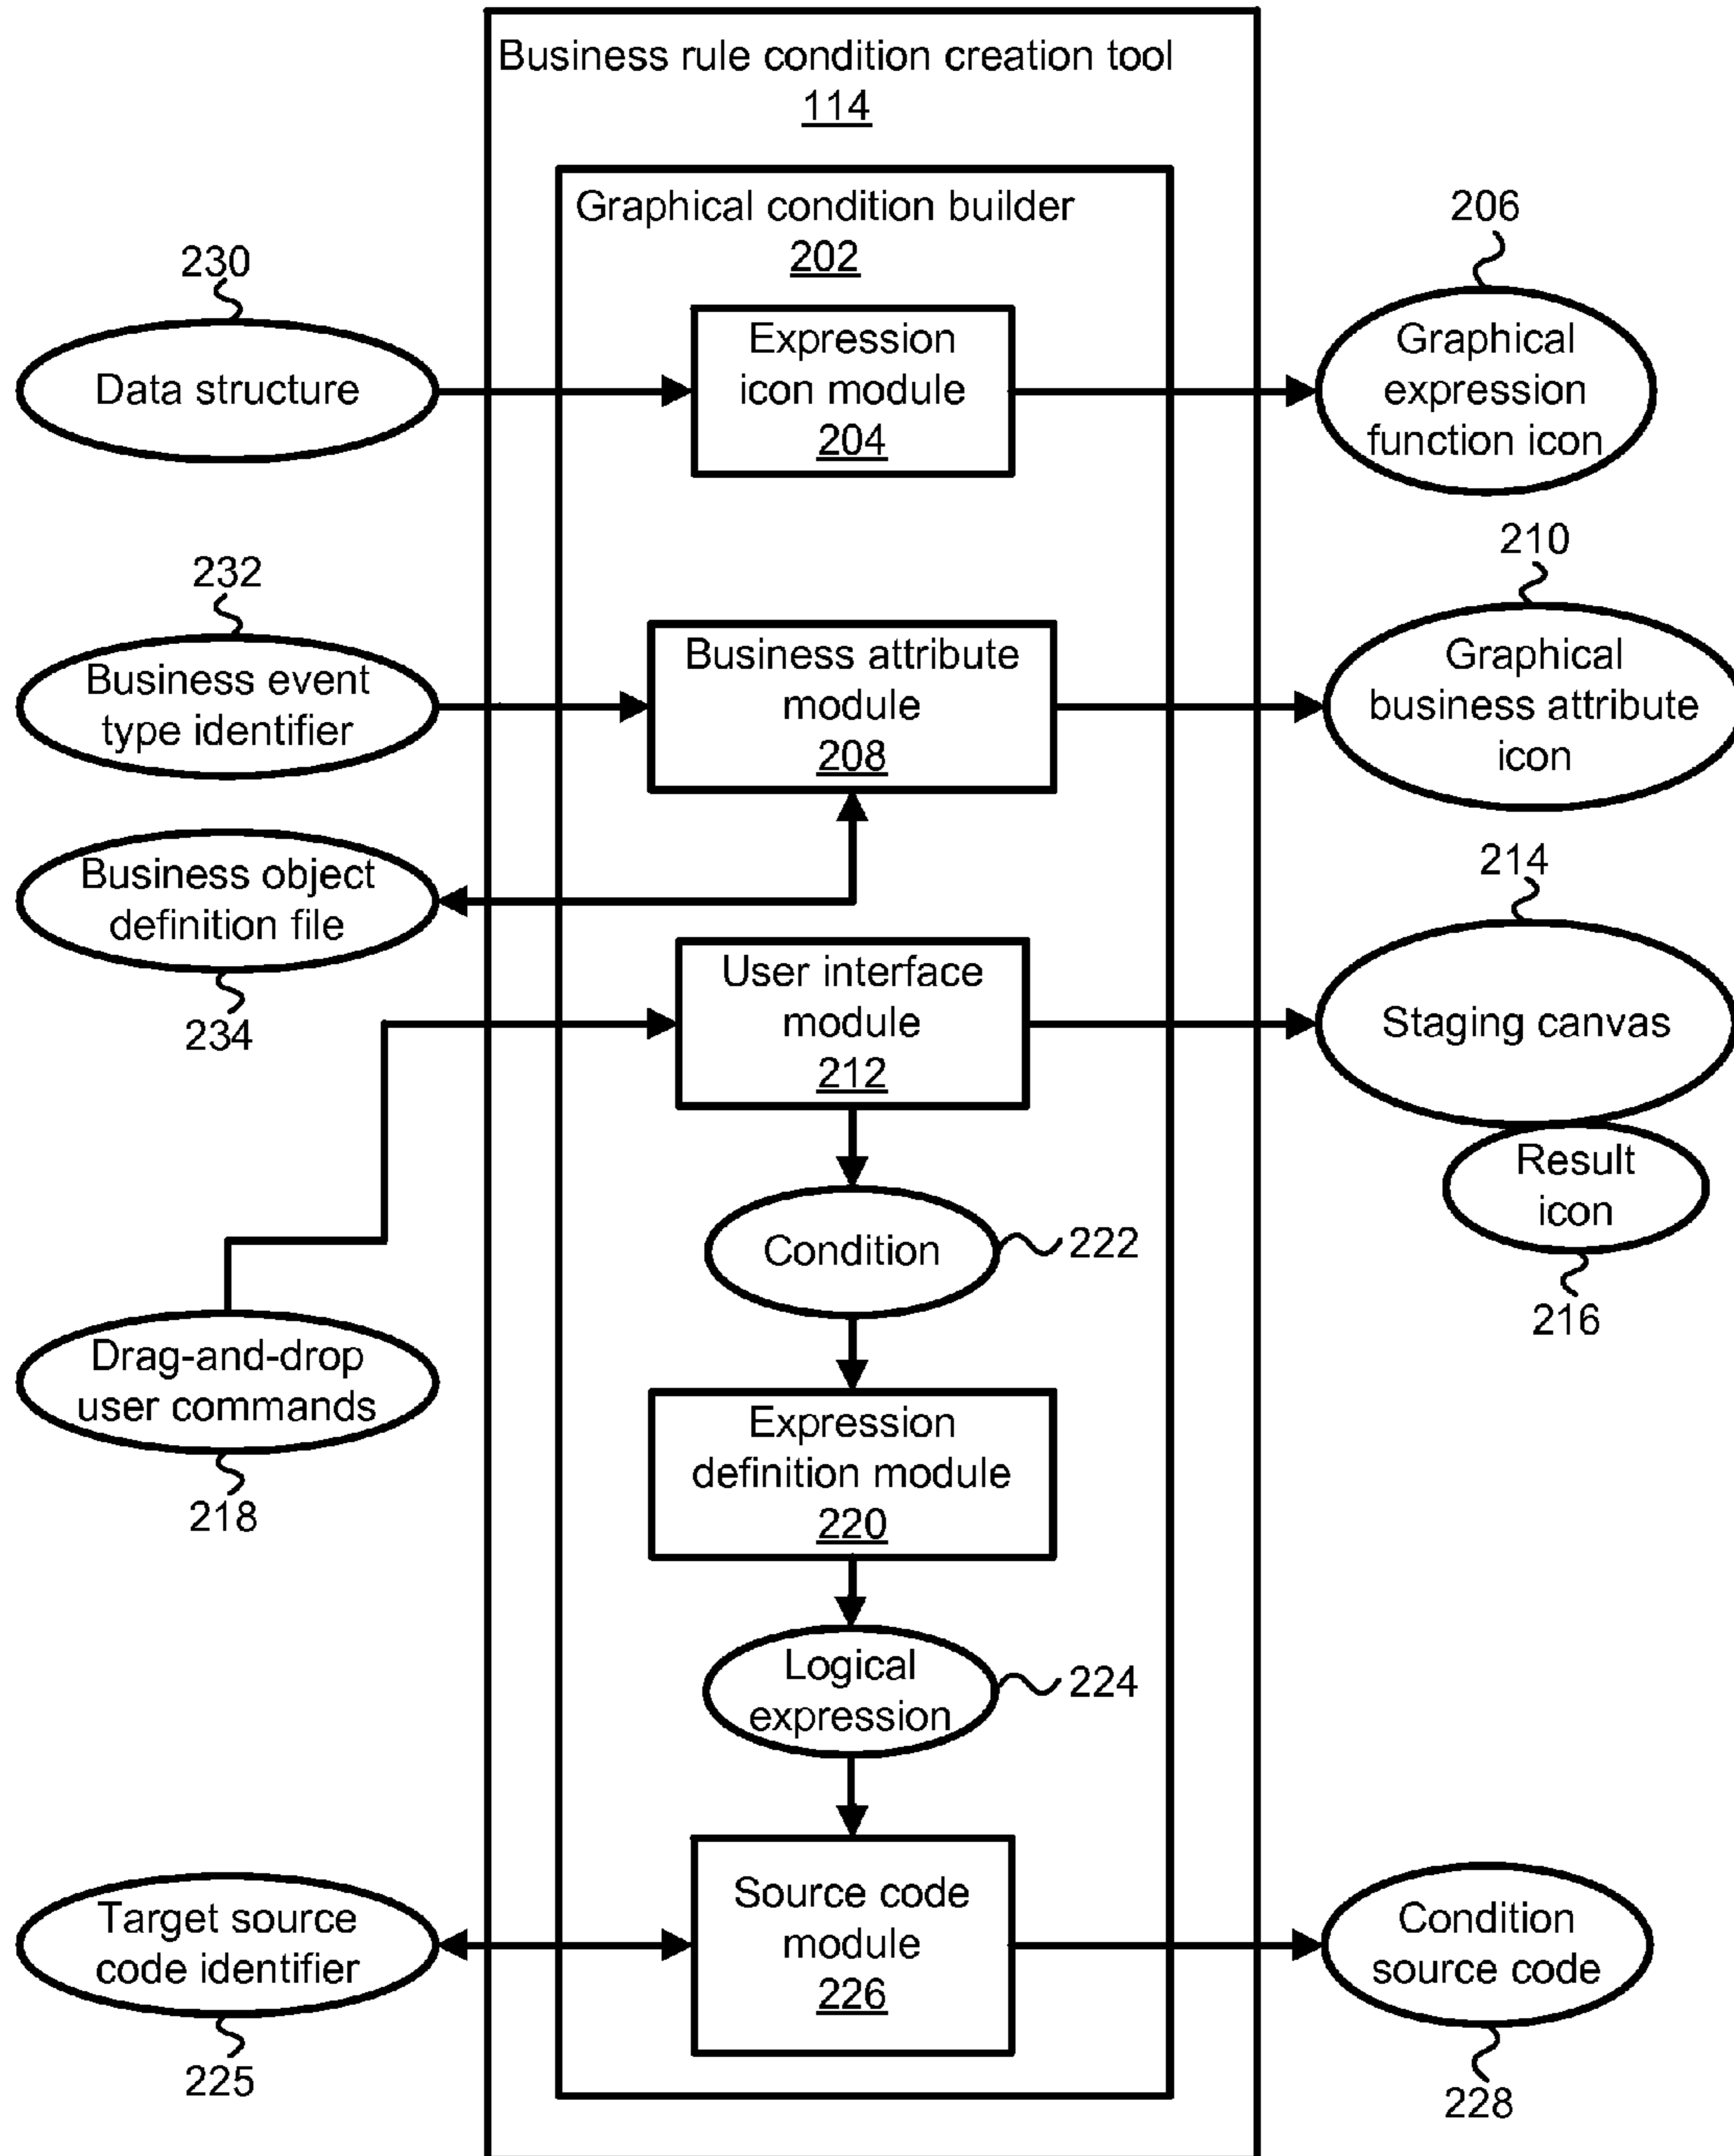 Business rule condition creation tool
114
Graphical condition builder
202
206
230
Data structure
Expression
icon module
204
Graphical
expression
function icon
232
Business event
type identifier
Business attribute
module
208
210
Graphical
business attribute
icon
Business object
definition file
234
User interface
module
212
214
Staging canvas
Result
icon
216
Condition
222
Drag-and-drop
user commands
218
Expression
definition module
220
Logical
expression
224
Target source
code identifier
225
Source code
module
226
Condition
source code
228